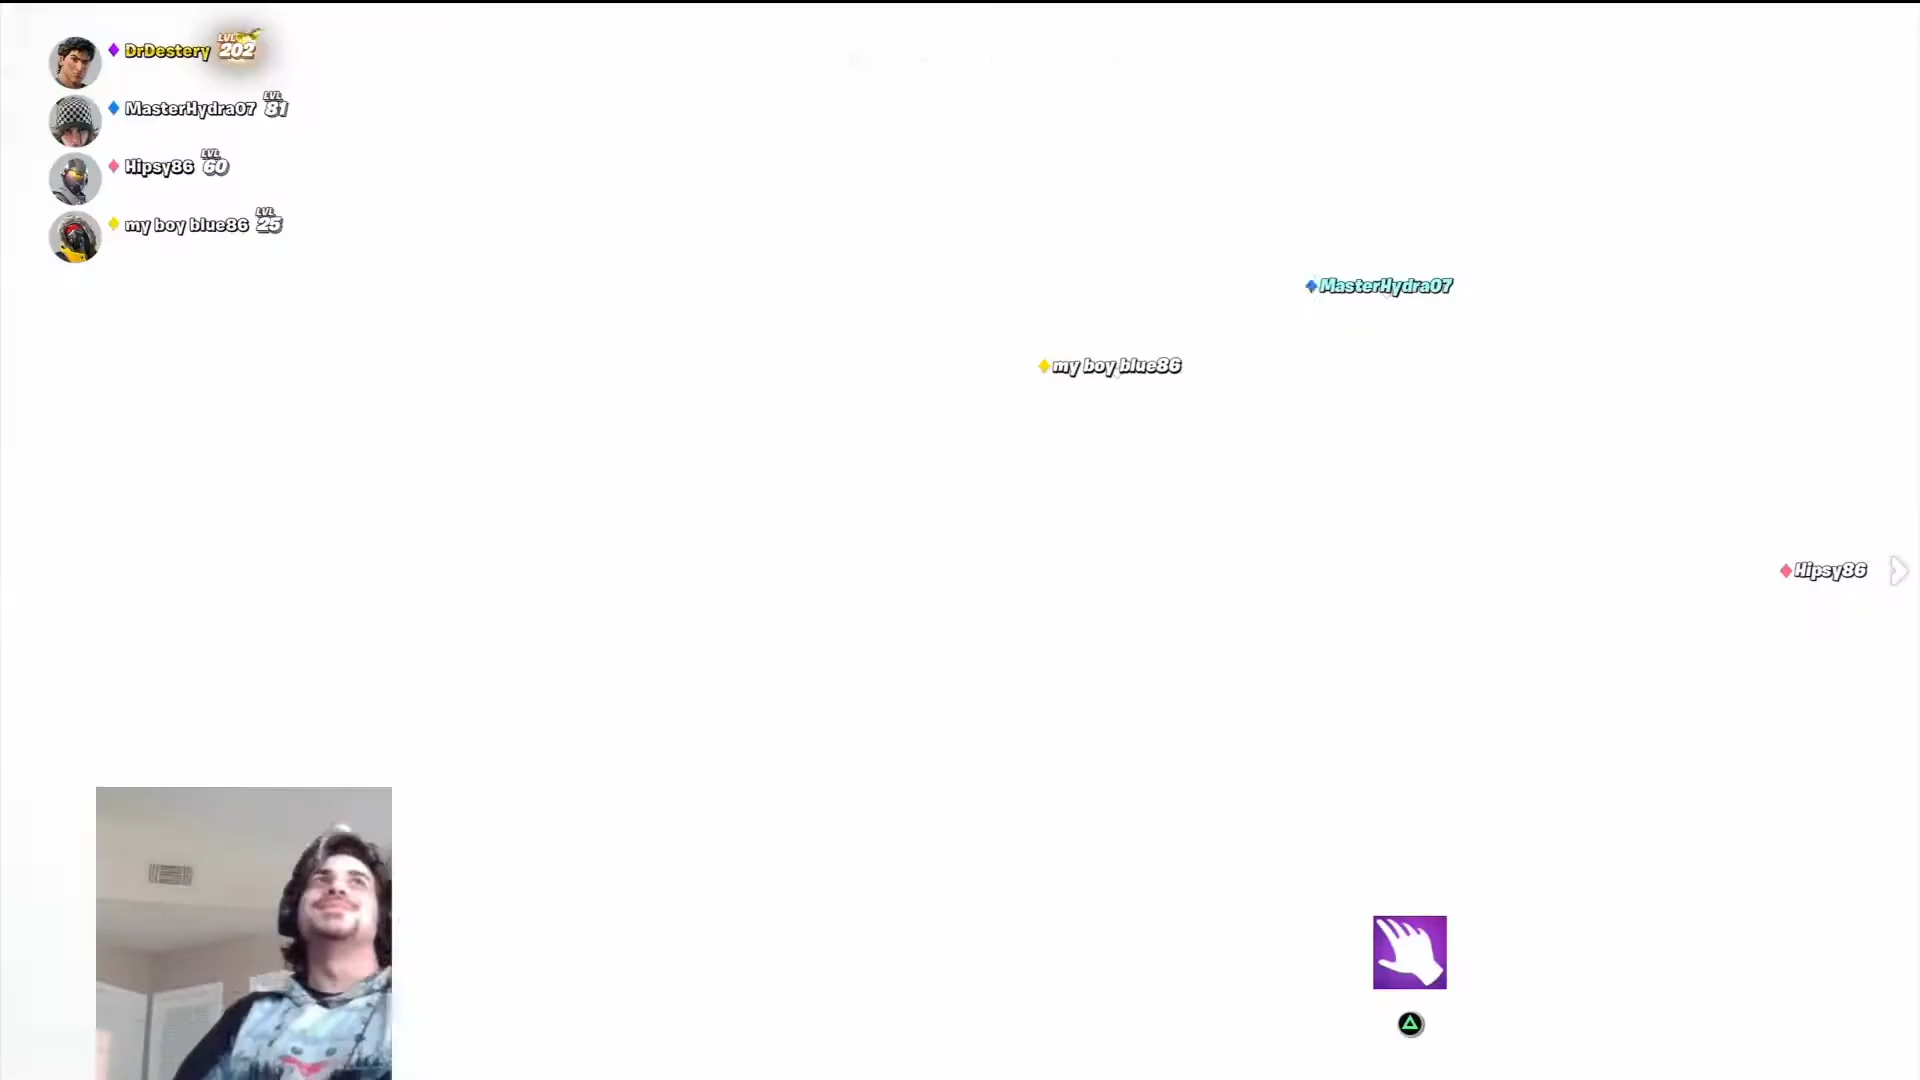 DrDestery LVL 202
MasterHydra07 LVL 81
Hipsy86 LVL 60
my boy blue86 LVL 25
MasterHydra07
my boy blue86
Hipsy86